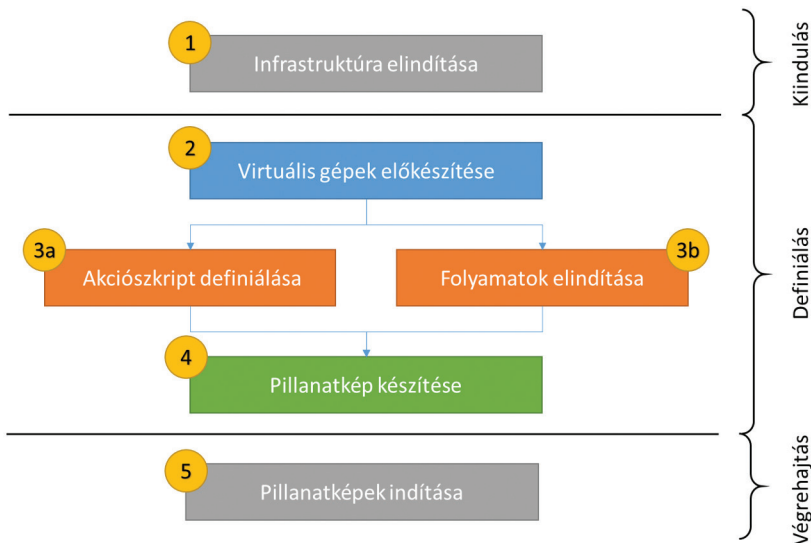 1
Infrastruktúra elindítása
Kiindulás
2
Virtuális gépek előkészítése
3a
Akciószkript definiálása
3b
Folyamatok elindítása
4
Pillanatkép készítése
Definiálás
5
Pillanatképek indítása
Végrehajtás